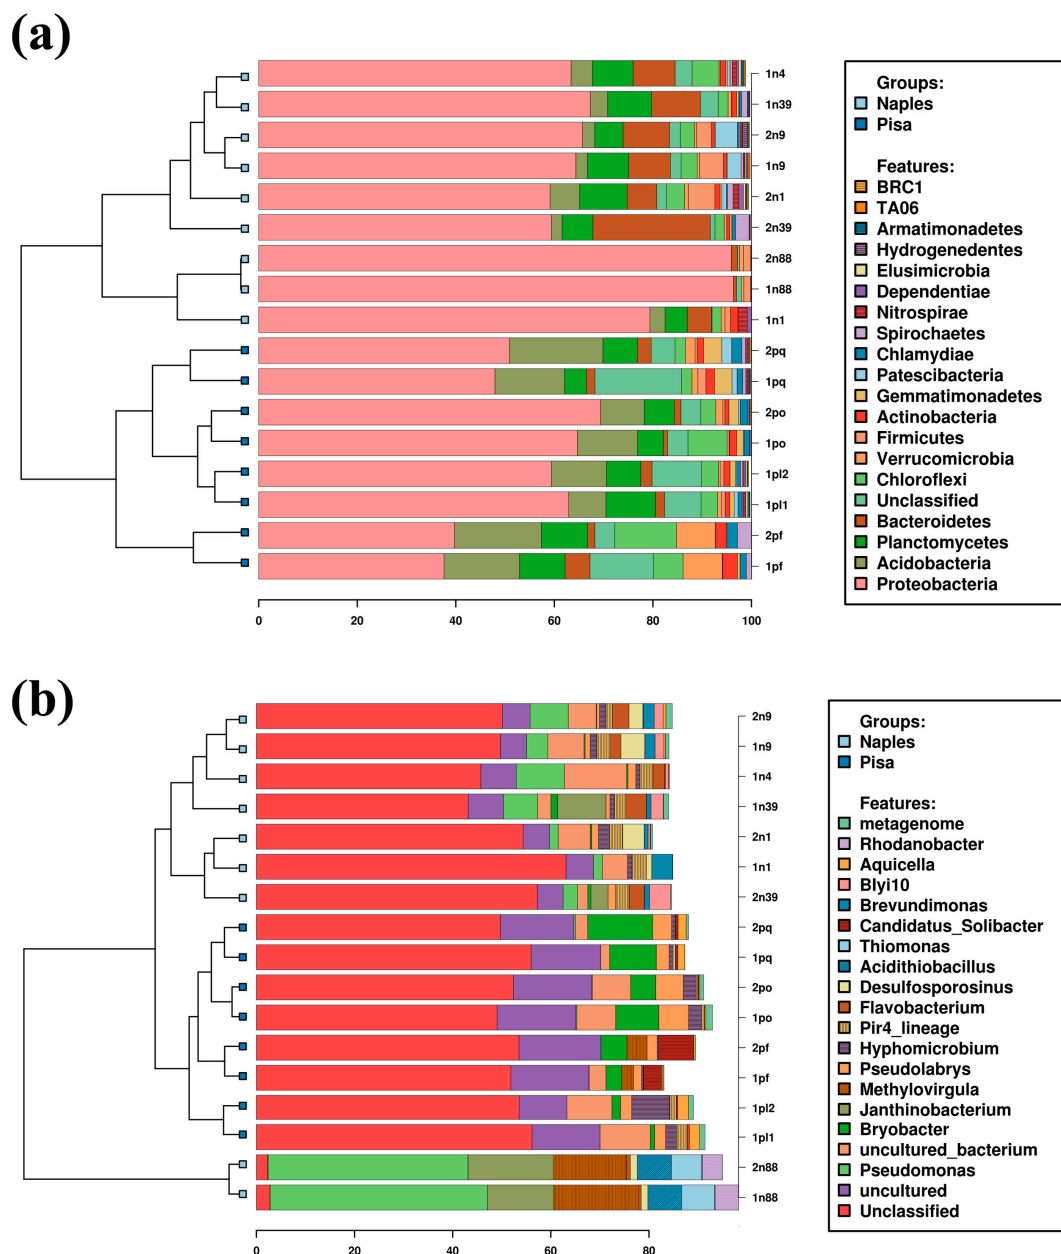 (a)
1n4
1n39
2n9
1n9
2n1
2n39
2n88
1n88
1n1
2pq
1pq
2po
1po
1pl2
1pl1
2pf
1pf
0 20 40 60 80 100
Groups:
Naples
Pisa
Features:
BRC1
TA06
Armatimonadetes
Hydrogenedentes
Elusimicrobia
Dependentiae
Nitrospirae
Spirochaetes
Chlamydiae
Patescibacteria
Gemmatimonadetes
Actinobacteria
Firmicutes
Verrucomicrobia
Chloroflexi
Unclassified
Bacteroidetes
Planctomycetes
Acidobacteria
Proteobacteria
(b)
2n9
1n9
1n4
1n39
2n1
1n1
2n39
2pq
1pq
2po
1po
2pf
1pf
1pl2
1pl1
2n88
1n88
0 20 40 60 80
Groups:
Naples
Pisa
Features:
metagenome
Rhodanobacter
Aquicella
Blyi10
Brevundimonas
Candidatus_Solibacter
Thiomonas
Acidithiobacillus
Desulfosporosinus
Flavobacterium
Pir4_lineage
Hyphomicrobium
Pseudolabrys
Methylovirgula
Janthinobacterium
Bryobacter
uncultured_bacterium
Pseudomonas
uncultured
Unclassified